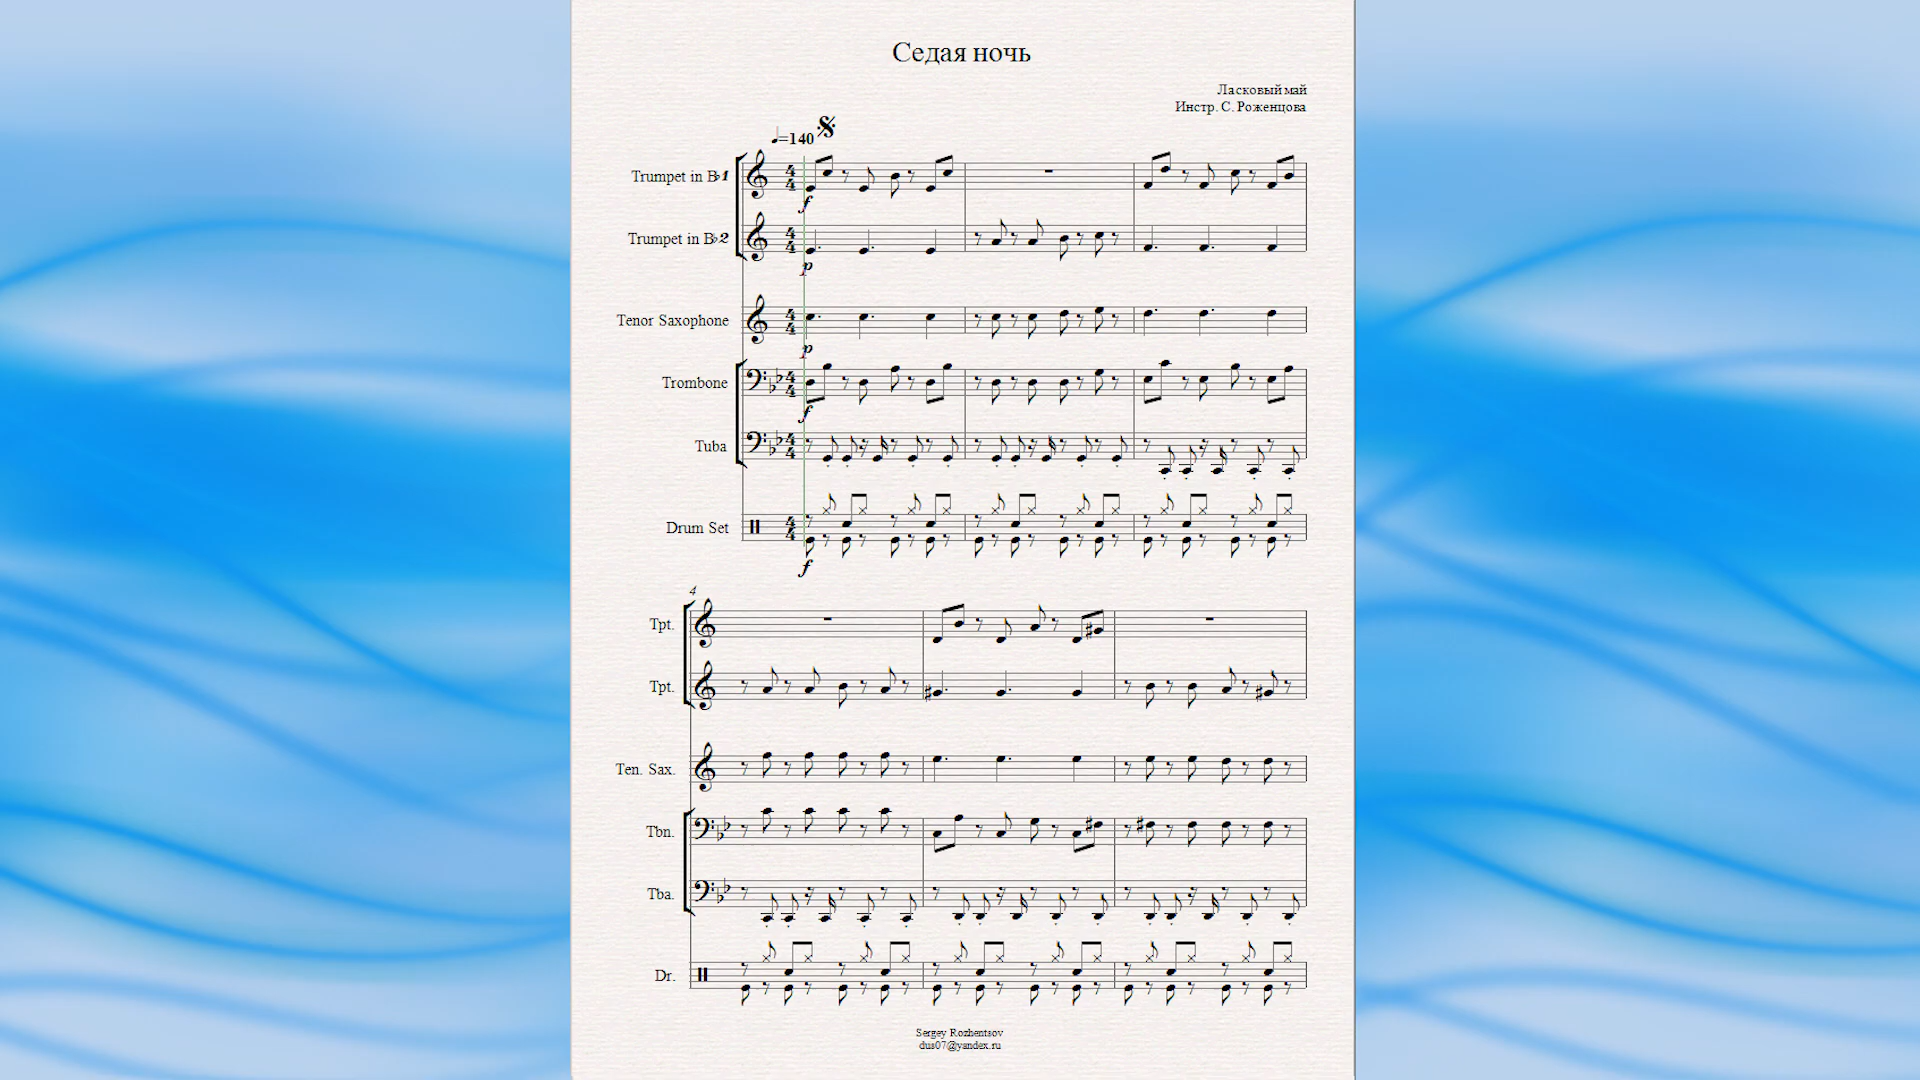 Седая ночь
Ласковый май
Инстр. С. Роженцова
=140
Trumpet in B♭1
f
Trumpet in B♭2
p
Tenor Saxophone
p
Trombone
f
Tuba
Drum Set
f
4
Tpt.
Tpt.
Ten. Sax.
Tbn.
Tba.
Dr.
Sergey Rozhentsov
dus07@yandex.ru